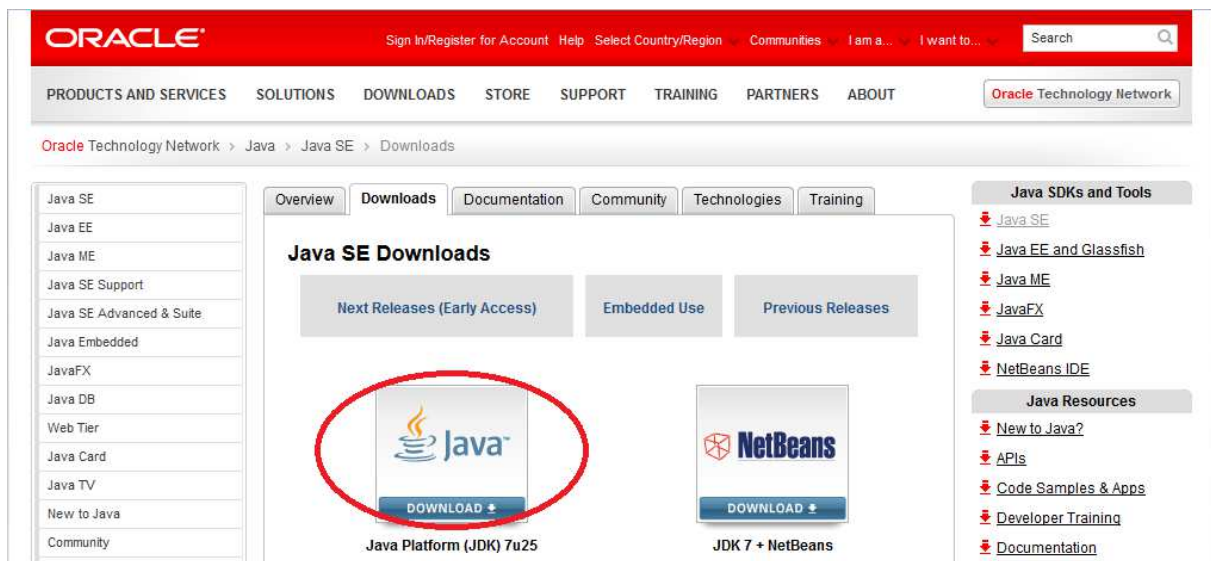 ORACLE
Sign In/Register for Account Help Select Country/Region Communities I am a... I want to... Search
PRODUCTS AND SERVICES SOLUTIONS DOWNLOADS STORE SUPPORT TRAINING PARTNERS ABOUT Oracle Technology Network
Oracle Technology Network > Java > Java SE > Downloads
Java SE
Java EE
Java ME
Java SE Support
Java SE Advanced & Suite
Java Embedded
JavaFX
Java DB
Web Tier
Java Card
Java TV
New to Java
Community
Overview Downloads Documentation Community Technologies Training
Java SE Downloads
Next Releases (Early Access) Embedded Use Previous Releases
Java™
DOWNLOAD
Java Platform (JDK) 7u25
NetBeans
DOWNLOAD
JDK 7 + NetBeans
Java SDKs and Tools
Java SE
Java EE and Glassfish
Java ME
JavaFX
Java Card
NetBeans IDE
Java Resources
New to Java?
APIs
Code Samples & Apps
Developer Training
Documentation